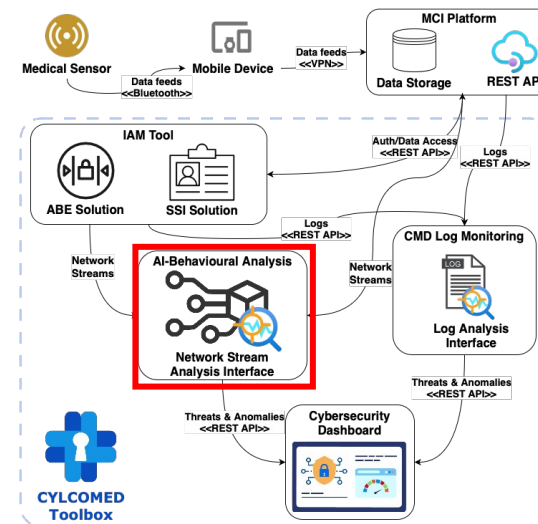 MCI Platform
Medical Sensor
Mobile Device
Data feeds
<<Bluetooth>>
Data feeds
<<VPN>>
Data Storage
REST AP
IAM Tool
ABE Solution
SSI Solution
Auth/Data Access
<<REST API>>
Logs
<<REST API>>
Logs
<<REST API>>
Network
Streams
AI-Behavioural Analysis
Network Stream
Analysis Interface
Network
Streams
CMD Log Monitoring
LOG
Log Analysis
Interface
Threats & Anomalies
<<REST API>>
Threats & Anomalies
<<REST API>>
Cybersecurity
Dashboard
CYLCOMED
Toolbox